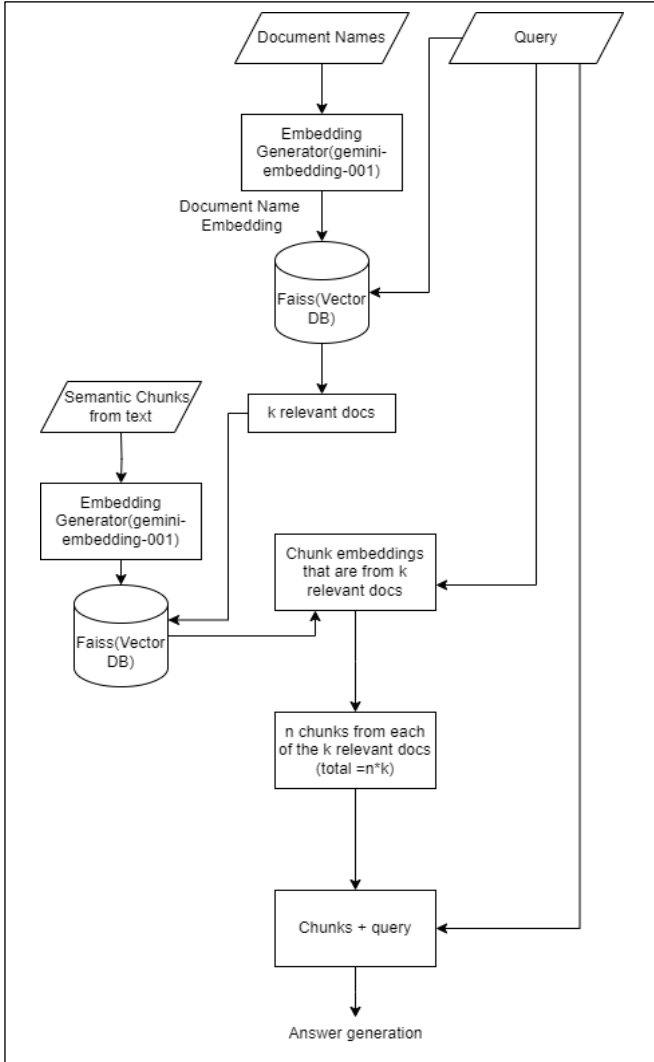 Document Names
Query
Embedding
Generator(gemini-
embedding-001)
Document Name
Embedding
Faiss(Vector
DB)
k relevant docs
Semantic Chunks
from text
Embedding
Generator(gemini-
embedding-001)
Faiss(Vector
DB)
Chunk embeddings
that are from k
relevant docs
n chunks from each
of the k relevant docs
(total =n*k)
Chunks + query
Answer generation